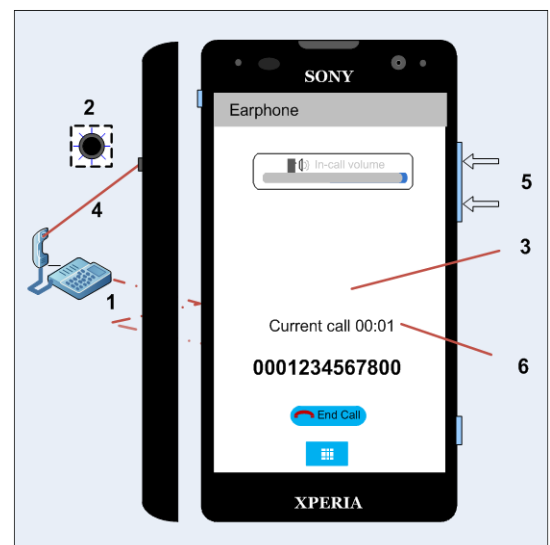 SONY
Earphone
2
In-call volume
5
4
3
1
Current call 00:01
6
0001234567800
End Call
XPERIA